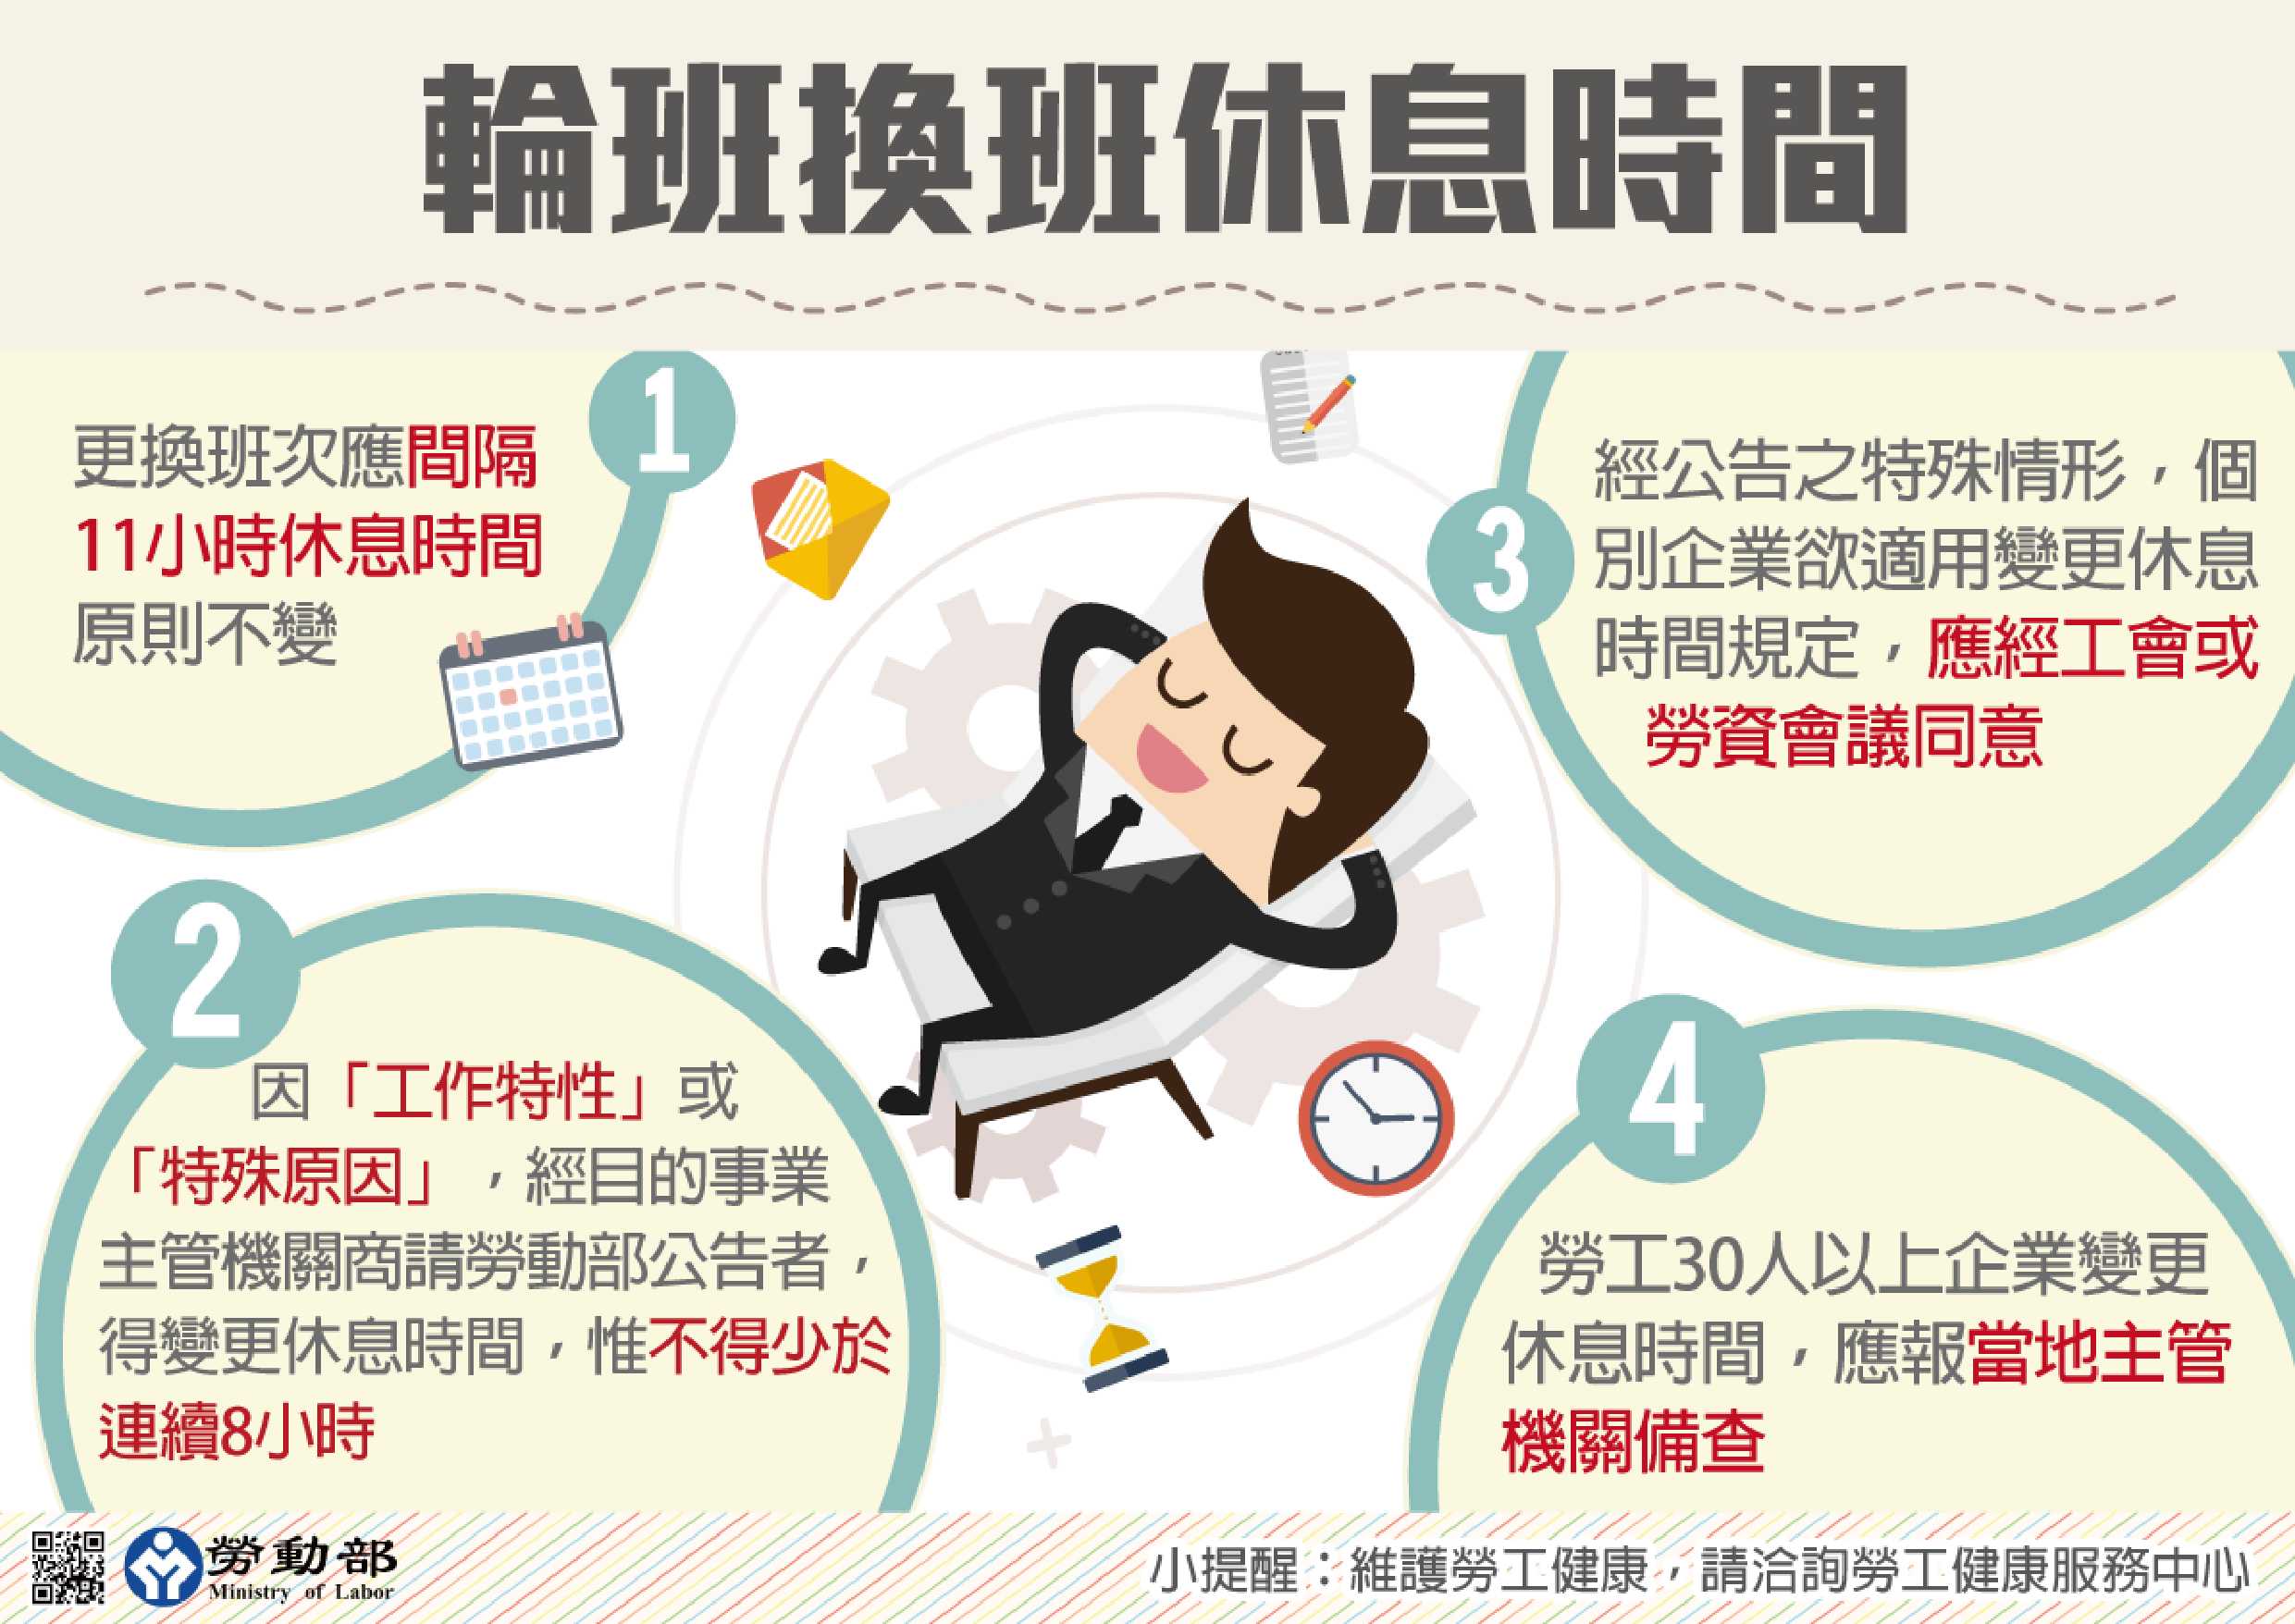 輪班換班休息時間
1
更換班次應間隔
11小時休息時間
原則不變
2
因「工作特性」或
「特殊原因」，經目的事業
主管機關商請勞動部公告者，
得變更休息時間，惟不得少於
連續8小時
3
經公告之特殊情形，個
別企業欲適用變更休息
時間規定，應經工會或
勞資會議同意
4
勞工30人以上企業變更
休息時間，應報當地主管
機關備查
勞動部
Ministry of Labor
小提醒：維護勞工健康，請洽詢勞工健康服務中心